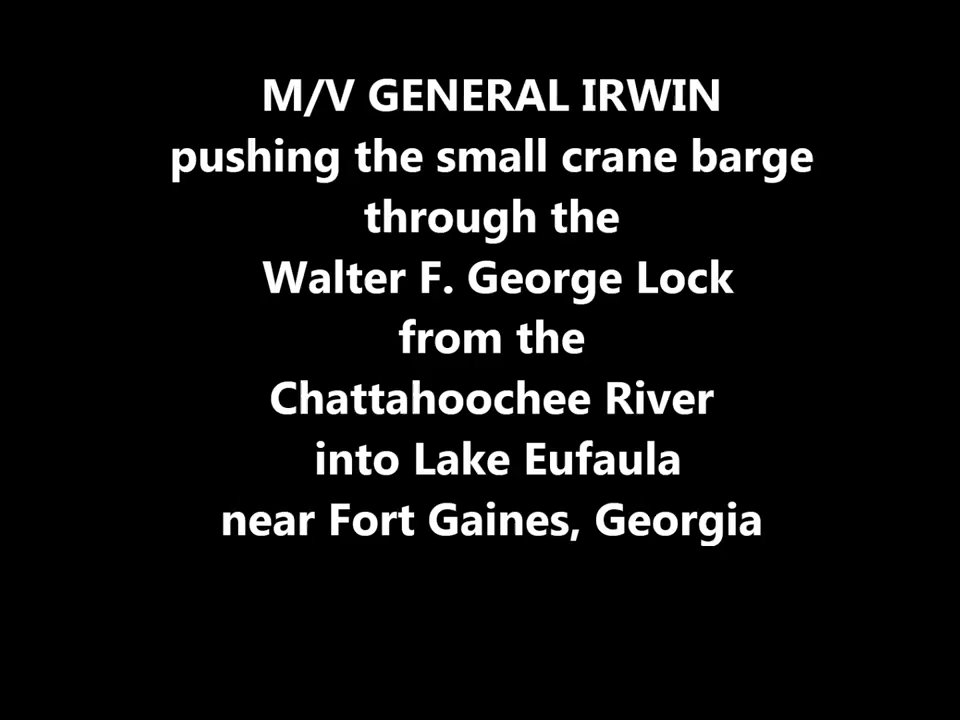 M/V GENERAL IRWIN
pushing the small crane barge
through the
Walter F. George Lock
from the
Chattahoochee River
into Lake Eufaula
near Fort Gaines, Georgia